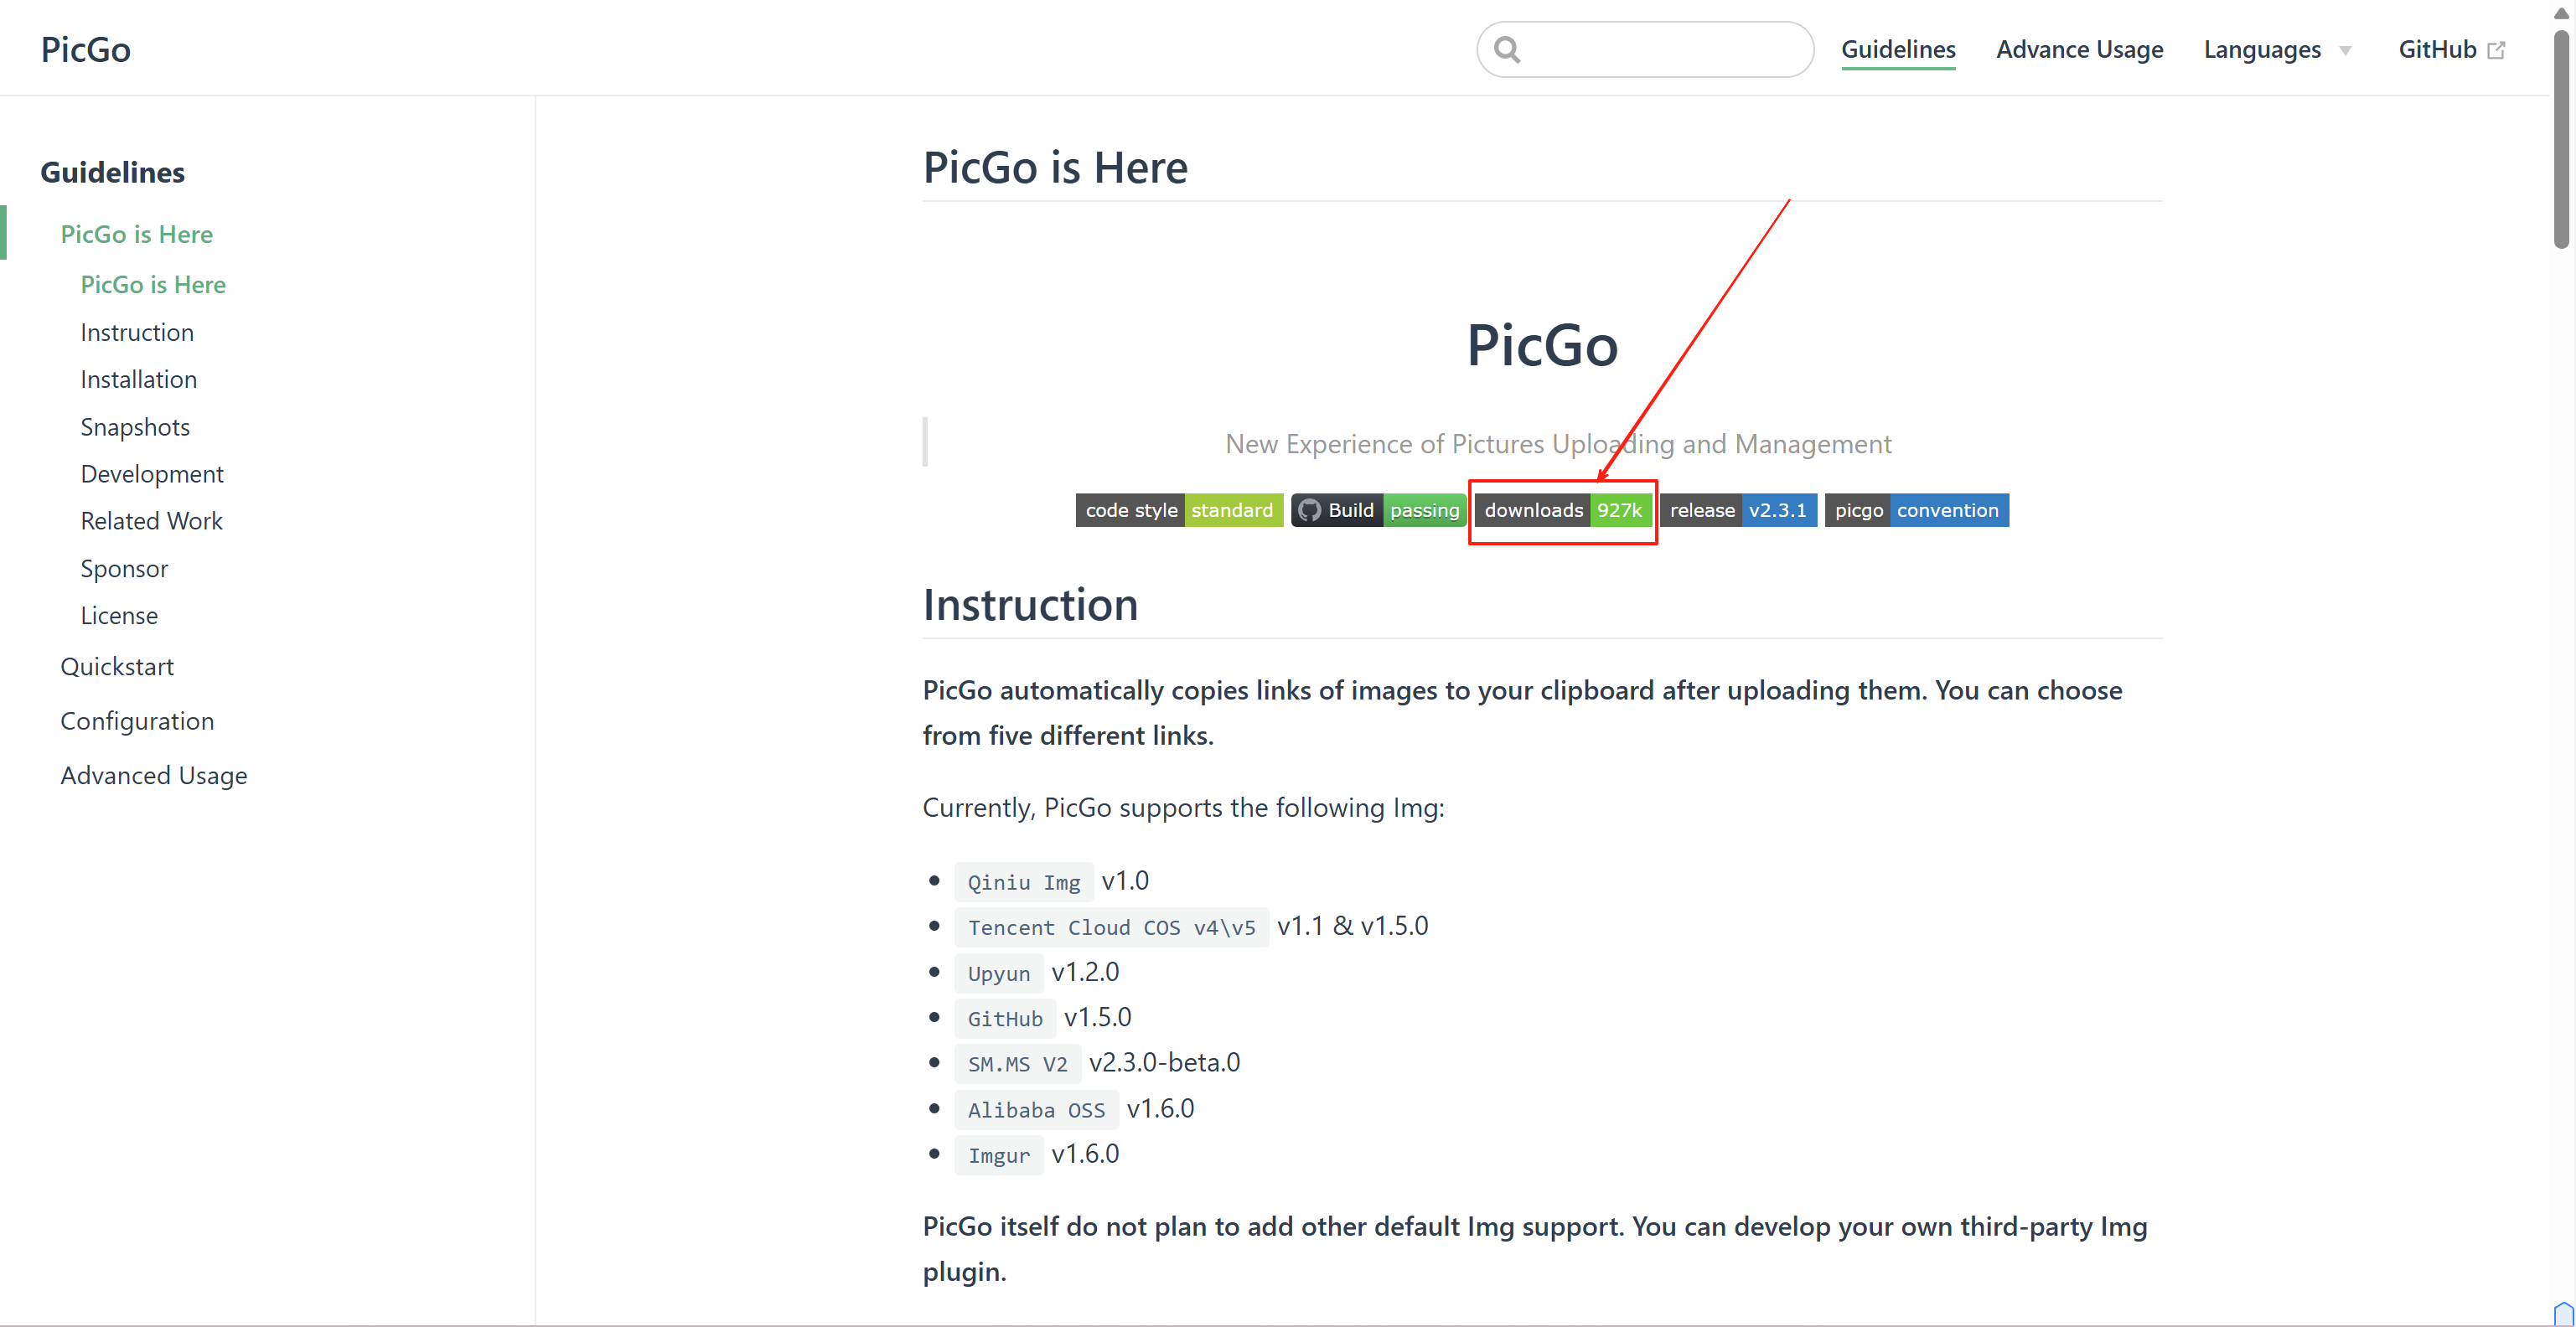 PicGo
Guidelines
Advance Usage
Languages
GitHub
Guidelines
PicGo is Here
PicGo is Here
Instruction
Installation
Snapshots
Development
Related Work
Sponsor
License
Quickstart
Configuration
Advanced Usage
PicGo is Here
PicGo
New Experience of Pictures Uploading and Management
code style standard Build passing downloads 927k release v2.3.1 picgo convention
Instruction
PicGo automatically copies links of images to your clipboard after uploading them. You can choose
from five different links.
Currently, PicGo supports the following Img:
Qiniu Img v1.0
Tencent Cloud COS v4\v5 v1.1 & v1.5.0
Upyun v1.2.0
GitHub v1.5.0
SM.MS V2 v2.3.0-beta.0
Alibaba OSS v1.6.0
Imgur v1.6.0
PicGo itself do not plan to add other default Img support. You can develop your own third-party Img
plugin.